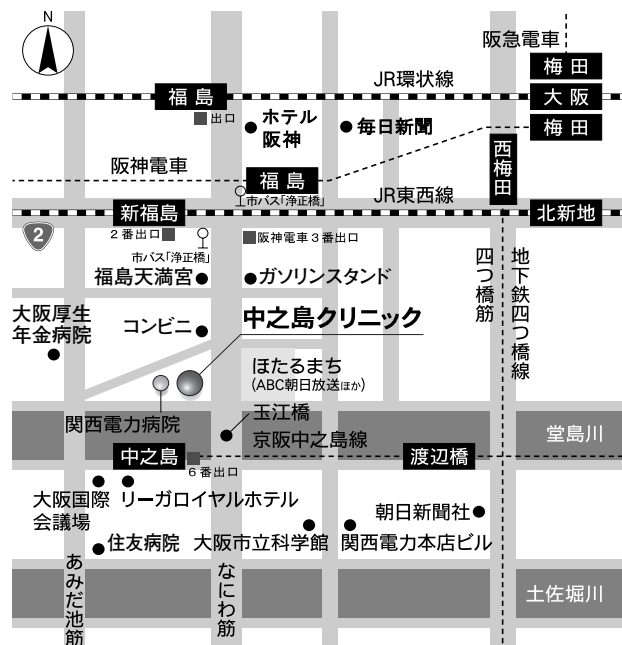 N
阪急電車
梅田
JR環状線
福島
大阪
出口
ホテル
阪神
毎日新聞
梅田
西梅田
阪神電車
福島
市バス「浄正橋」
JR東西線
新福島
北新地
2
2番出口
阪神電車3番出口
市バス「浄正橋」
福島天満宮
ガソリンスタンド
四つ橋筋
地下鉄四つ橋線
大阪厚生
年金病院
コンビニ
中之島クリニック
ほたるまち
(ABC朝日放送ほか)
関西電力病院
玉江橋
堂島川
京阪中之島線
中之島
渡辺橋
6番出口
大阪国際
会議場
リーガロイヤルホテル
朝日新聞社
住友病院
大阪市立科学館
関西電力本店ビル
あみだ池筋
なにわ筋
土佐堀川